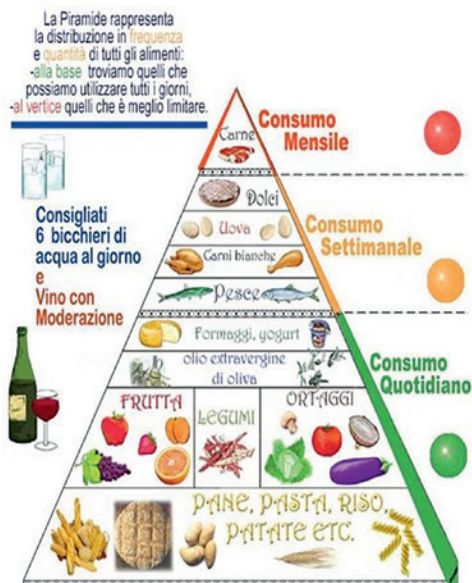 La Piramide rappresenta
la distribuzione in frequenza
e quantità di tutti gli alimenti:
-alla base troviamo quelli che
possiamo utilizzare tutti i giorni,
-al vertice quelli che è meglio limitare.
Consigliati
6 bicchieri di
acqua al giorno
e
Vino con
Moderazione
Carne
Consumo
Mensile
Dolci
Uova
Carni bianche
Pesce
Consumo
Settimanale
Formaggi, yogurt
olio extravergine
di oliva
FRUTTA
LEGUMI
ORTAGGI
Consumo
Quotidiano
PANE, PASTA, RISO,
PATATE ETC.